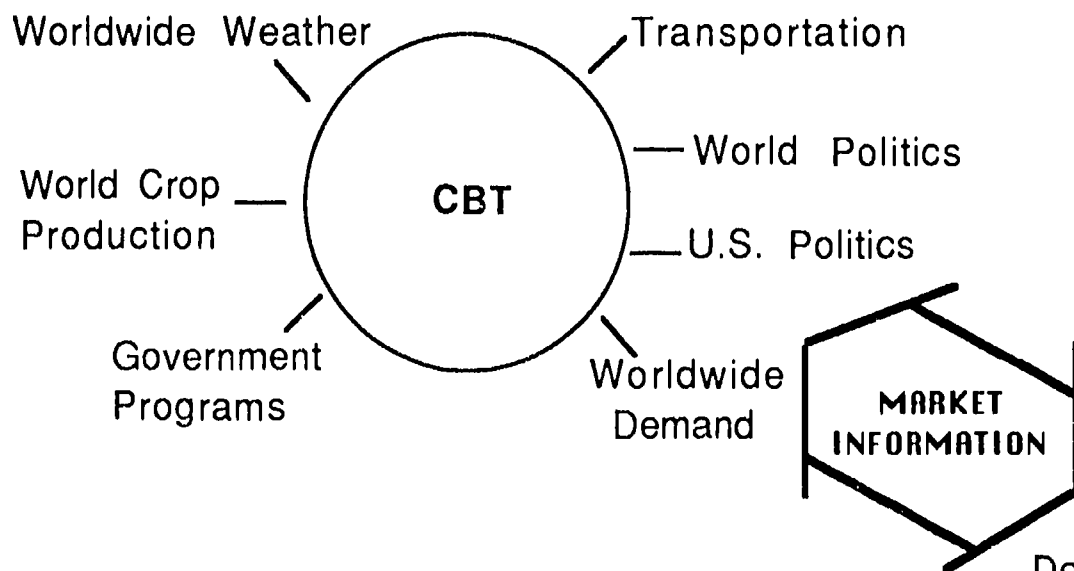 Worldwide Weather
Transportation
World Politics
CBT
World Crop
Production
U.S. Politics
Government
Programs
Worldwide
Demand
MARKET
INFORMATION